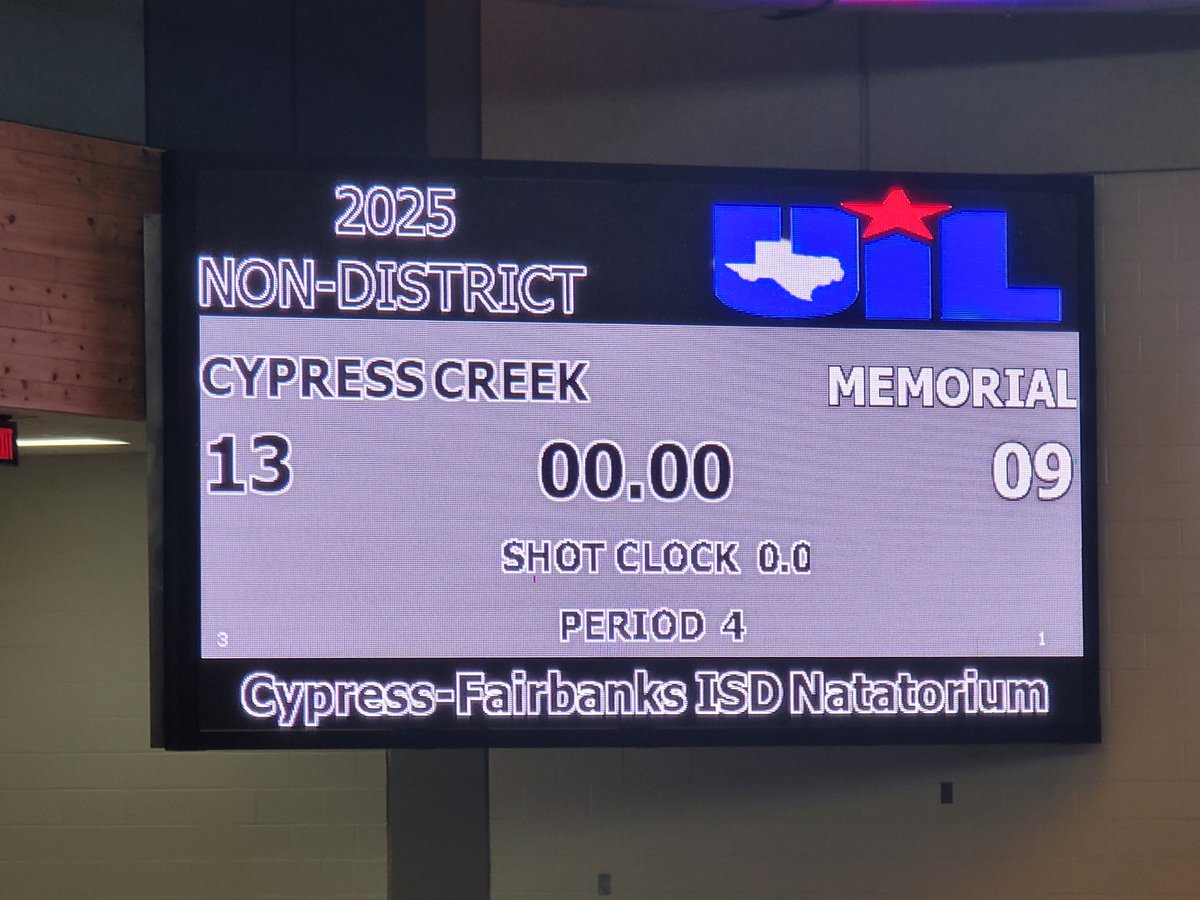 2025
NON-DISTRICT
UIL
CYPRESS CREEK MEMORIAL
13 00.00 09
SHOT CLOCK 0.0
PERIOD 4
3 1
Cypress-Fairbanks ISD Natatorium